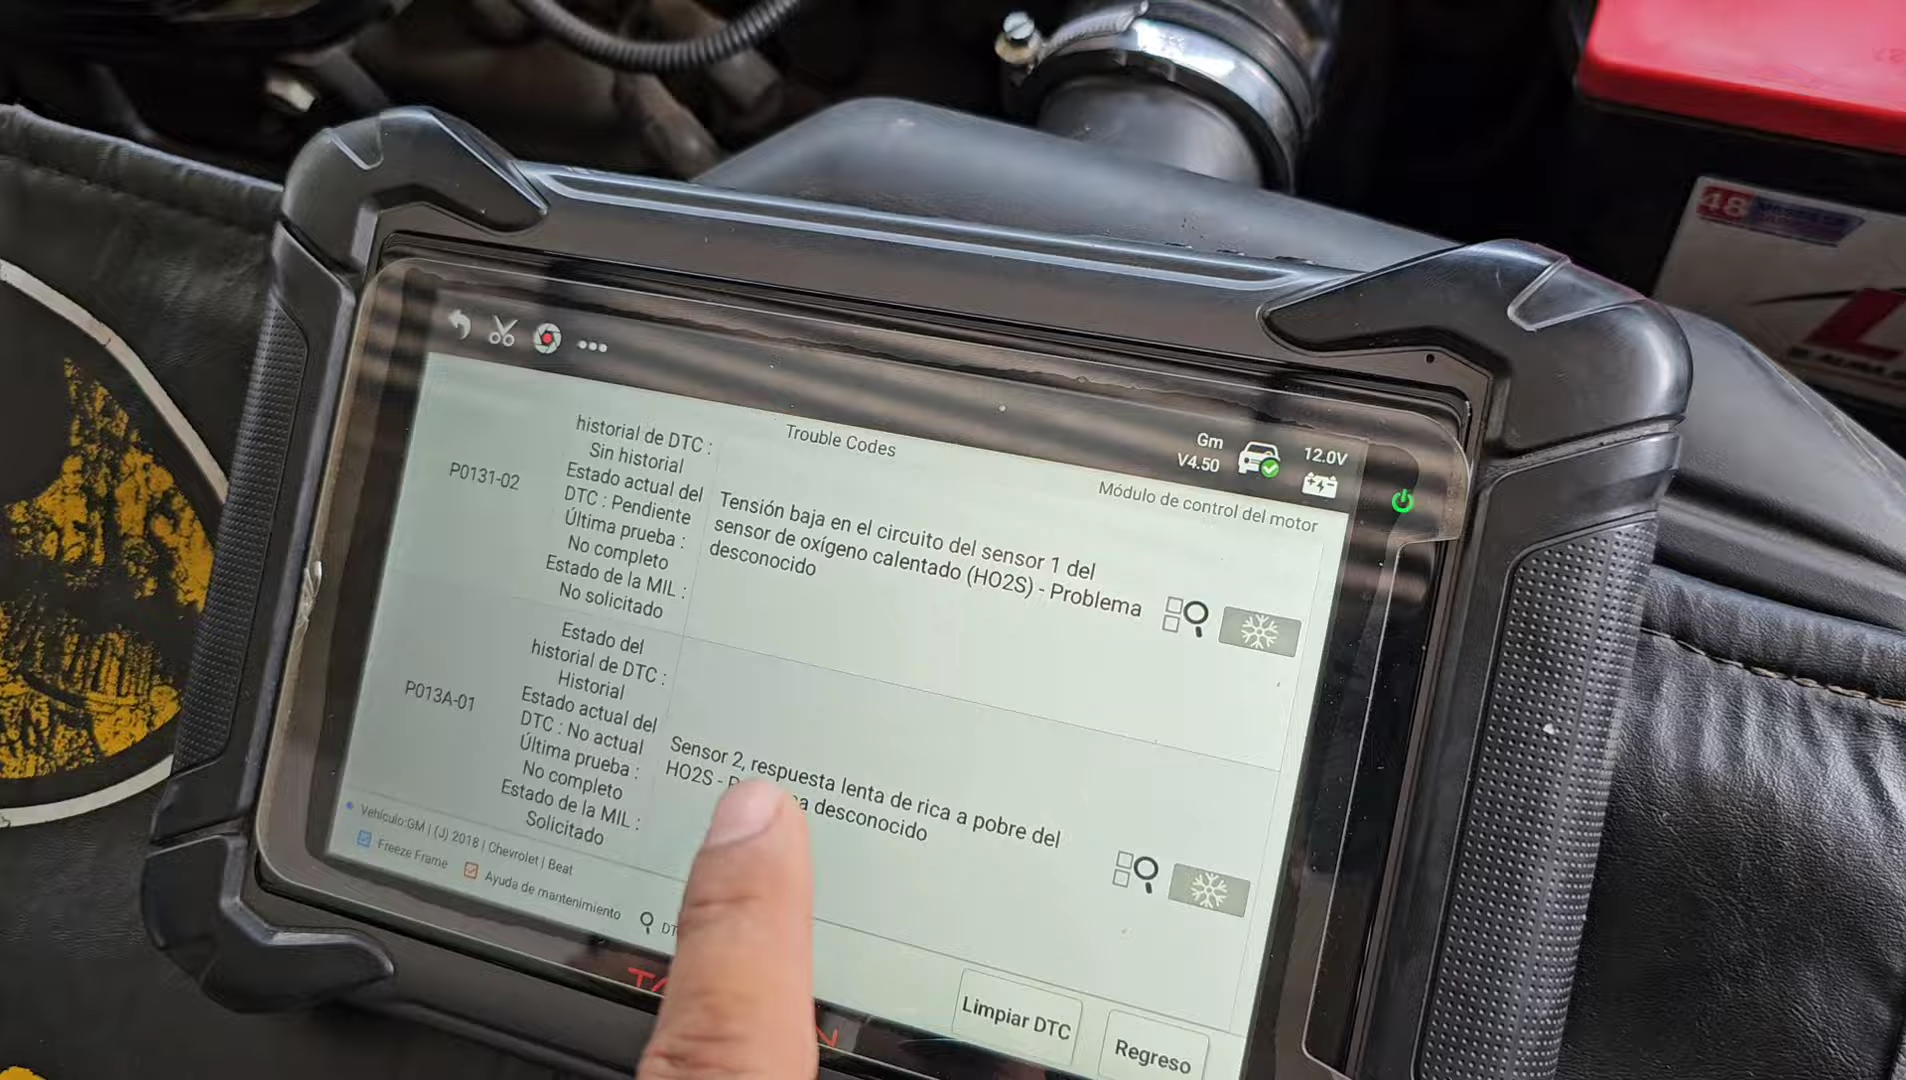 Trouble Codes
Gm
V4.50
12.0V
Módulo de control del motor
P0131-02
historial de DTC :
Sin historial
Estado actual del
DTC : Pendiente
Última prueba :
No completo
Estado de la MIL :
No solicitado
Tensión baja en el circuito del sensor 1 del
sensor de oxígeno calentado (HO2S) - Problema
desconocido
P013A-01
Estado del
historial de DTC :
Historial
Estado actual del
DTC : No actual
Última prueba :
No completo
Estado de la MIL :
Solicitado
Sensor 2, respuesta lenta de rica a pobre del
HO2S - desconocido
Vehículo:GM | (J) 2018 | Chevrolet | Beat
Freeze Frame
Ayuda de mantenimiento
Limpiar DTC
Regreso
48